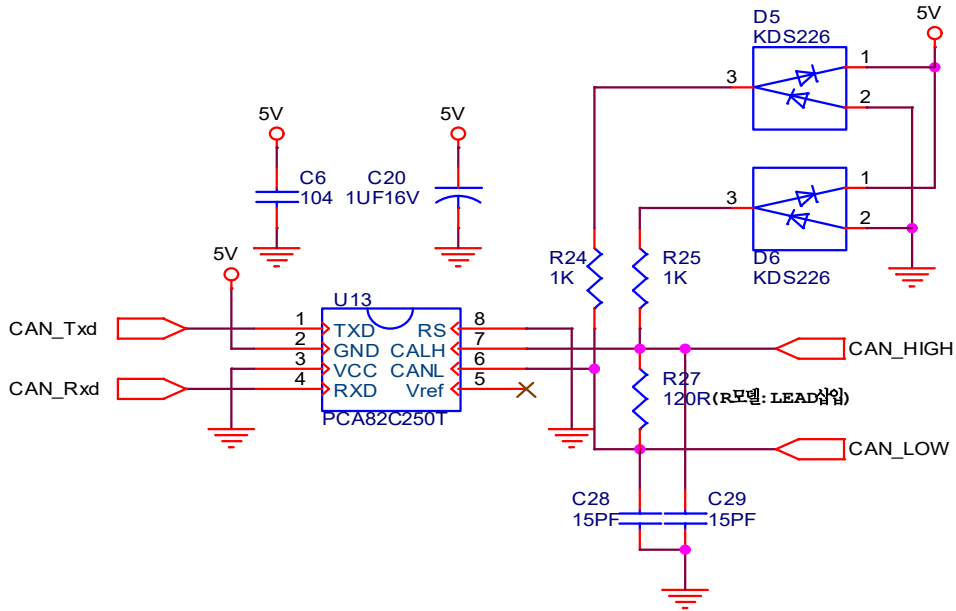 D5
KDS226
5V
3
1
2
5V
5V
C6
104
C20
1UF16V
3
1
2
D6
KDS226
R24
1K
R25
1K
5V
U13
CAN_Txd
1
TXD
RS
8
2
GND
CALH
7
CAN_HIGH
3
VCC
CANL
6
CAN_Rxd
4
RXD
Vref
5
PCA82C250T
R27
120R(R모델: LEAD삽입)
CAN_LOW
C28
15PF
C29
15PF